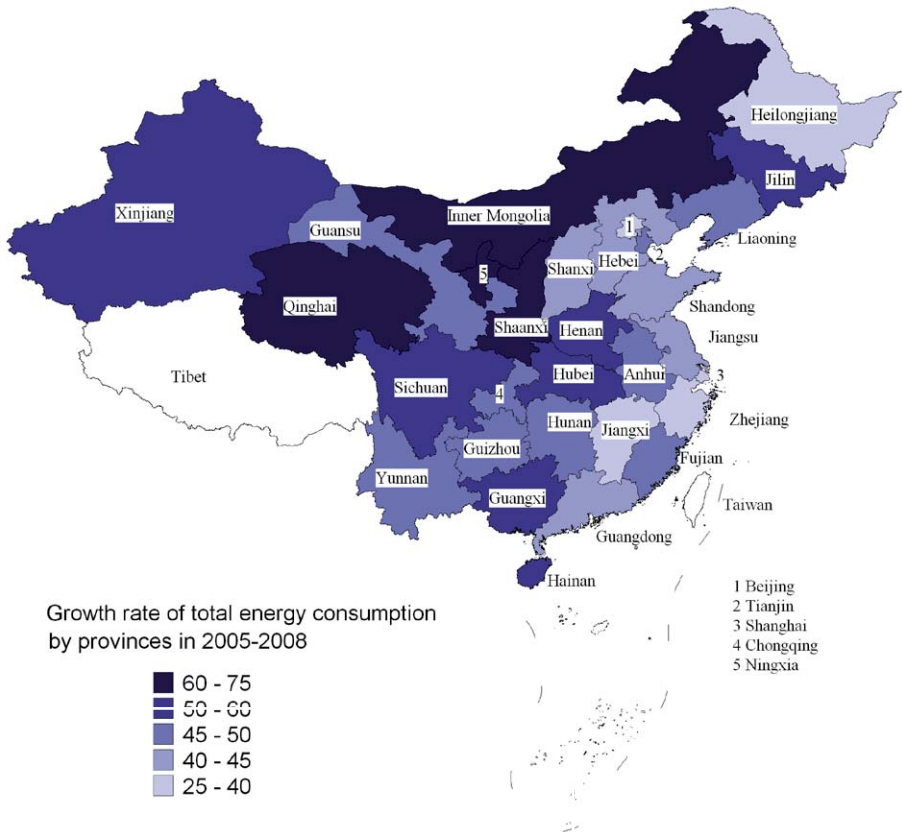 Heilongjiang
Jilin
Xinjiang
Inner Mongolia
Guansu
1
Liaoning
2
Hebei
Shanxi
5
Qinghai
Shandong
Shaanxi
Henan
Jiangsu
Tibet
Hubei
Anhui
3
Sichuan
4
Zhejiang
Hunan
Jiangxi
Guizhou
Fujian
Yunnan
Guangxi
Taiwan
Guangdong
Hainan
1 Beijing
2 Tianjin
3 Shanghai
4 Chongqing
5 Ningxia
Growth rate of total energy consumption
by provinces in 2005-2008
60 - 75
50 - 60
45 - 50
40 - 45
25 - 40